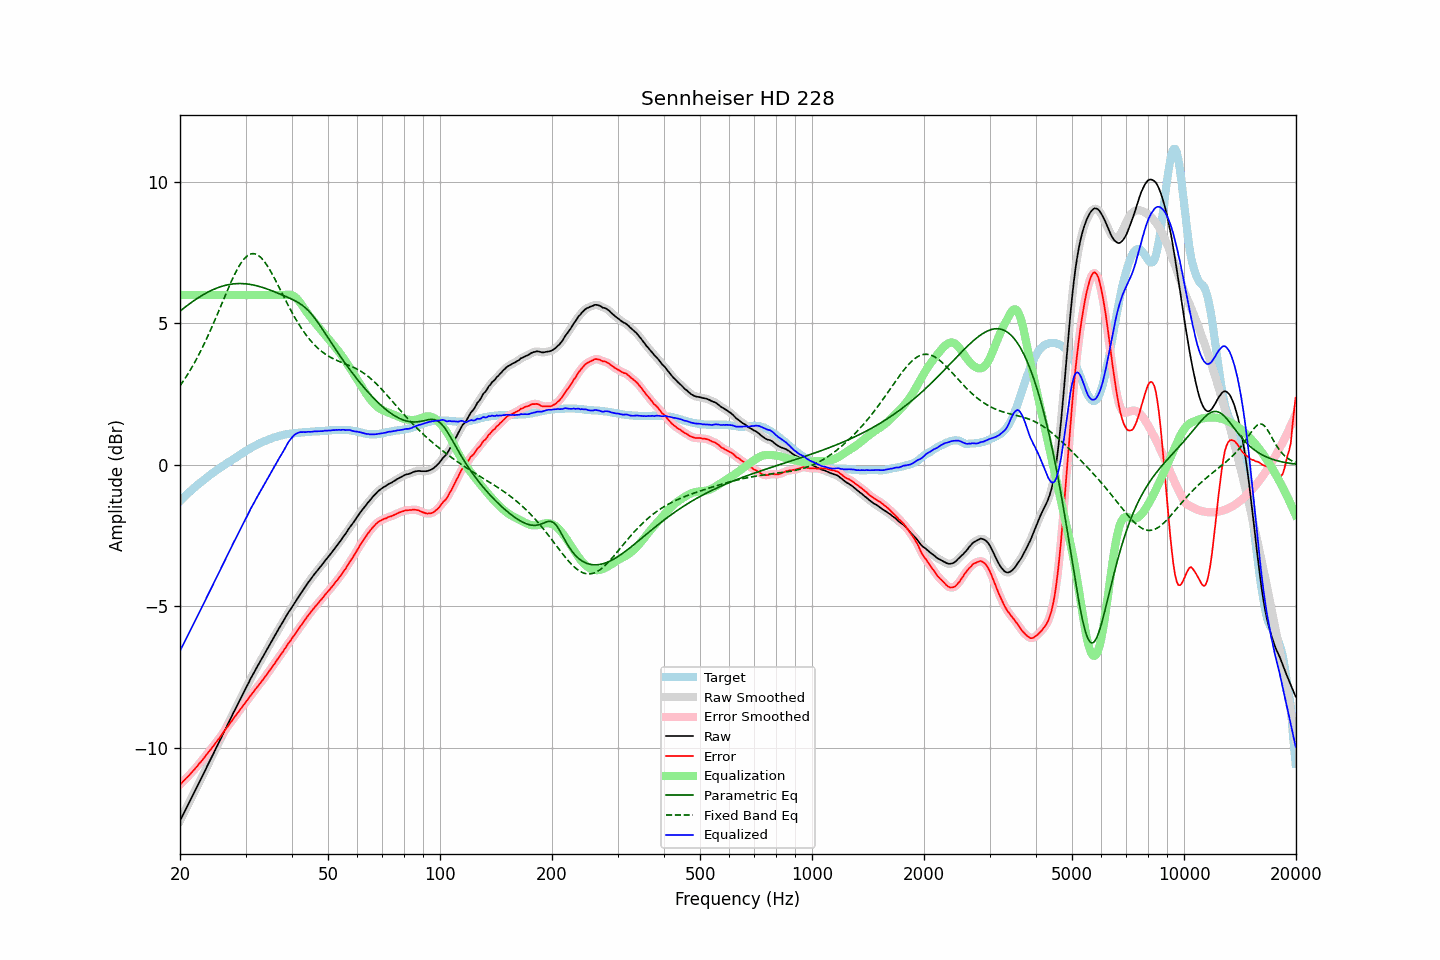 Sennheiser HD 228
Amplitude (dBr)
10
5
0
−5
−10
Target
Raw Smoothed
Error Smoothed
Raw
Error
Equalization
Parametric Eq
Fixed Band Eq
Equalized
20 50 100 200 500 1000 2000 5000 10000 20000
Frequency (Hz)